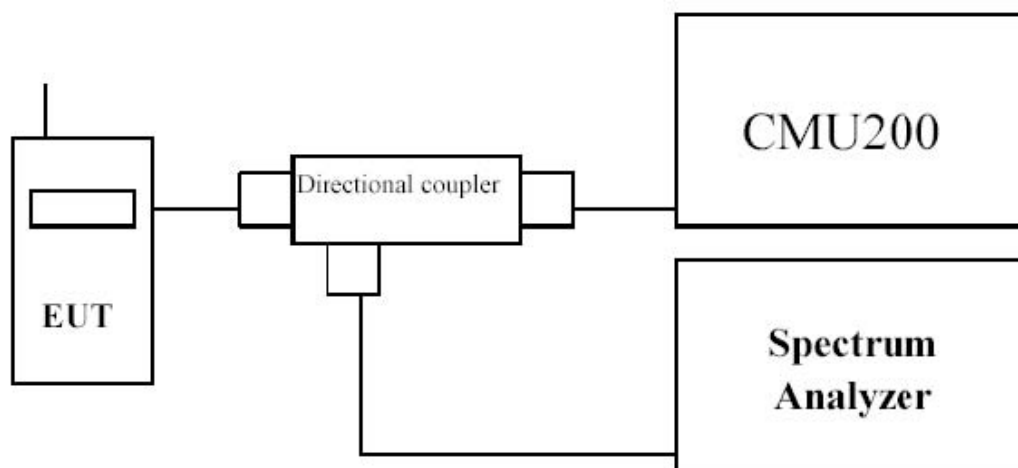 CMU200
Directional coupler
EUT
Spectrum
Analyzer